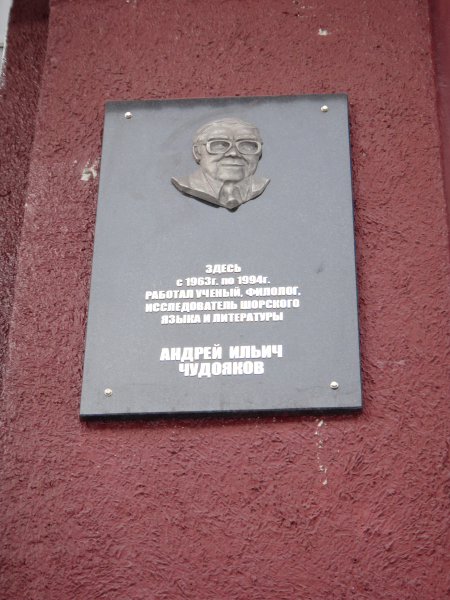 ЗДЕСЬ
с 1963г. по 1994г.
РАБОТАЛ УЧЕНЫЙ, ФИЛОЛОГ,
ИССЛЕДОВАТЕЛЬ ШОРСКОГО
ЯЗЫКА И ЛИТЕРАТУРЫ
АНДРЕЙ ИЛЬИЧ
ЧУДОЯКОВ